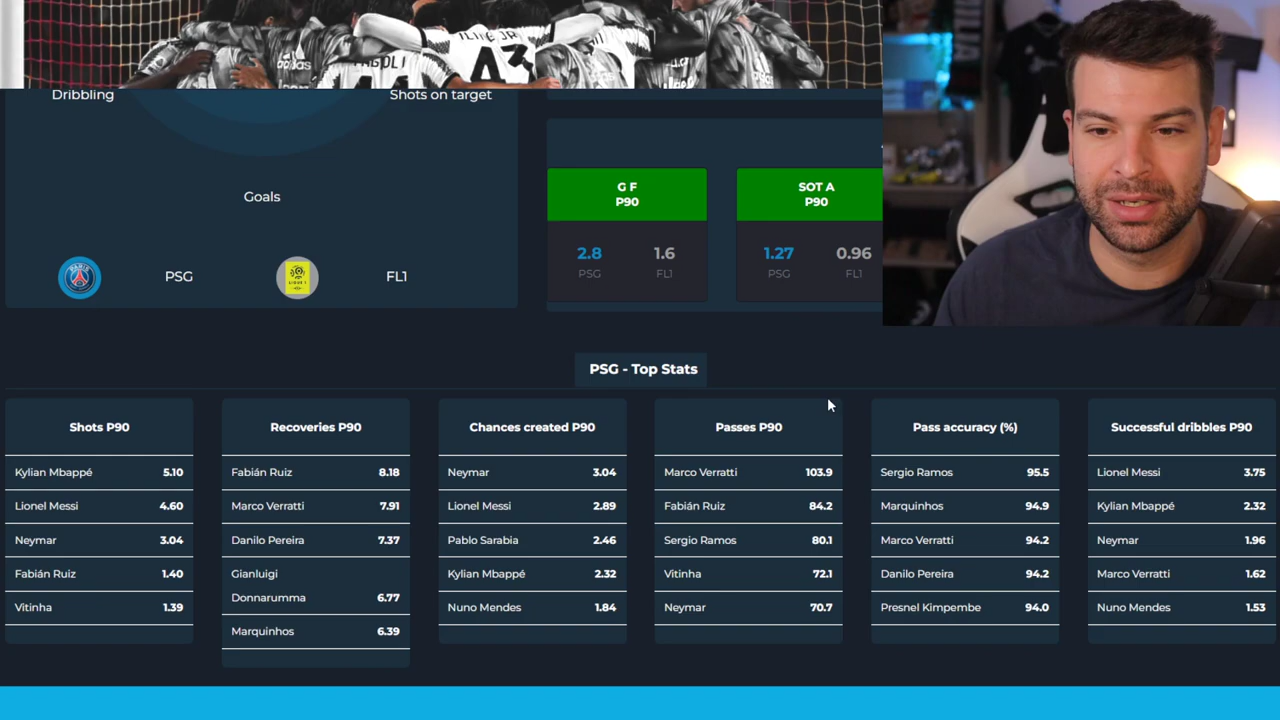 ILING JR.
FAGIOLI
43
adidas
Dribbling
Shots on target
Goals
PSG
FL1
G F
P90
2.8
1.6
PSG
FL1
SOT A
P90
1.27
0.96
PSG
FL1
PSG - Top Stats
Shots P90
Kylian Mbappé 5.10
Lionel Messi 4.60
Neymar 3.04
Fabián Ruiz 1.40
Vitinha 1.39
Recoveries P90
Fabián Ruiz 8.18
Marco Verratti 7.91
Danilo Pereira 7.37
Gianluigi
Donnarumma 6.77
Marquinhos 6.39
Chances created P90
Neymar 3.04
Lionel Messi 2.89
Pablo Sarabia 2.46
Kylian Mbappé 2.32
Nuno Mendes 1.84
Passes P90
Marco Verratti 103.9
Fabián Ruiz 84.2
Sergio Ramos 80.1
Vitinha 72.1
Neymar 70.7
Pass accuracy (%)
Sergio Ramos 95.5
Marquinhos 94.9
Marco Verratti 94.2
Danilo Pereira 94.2
Presnel Kimpembe 94.0
Successful dribbles P90
Lionel Messi 3.75
Kylian Mbappé 2.32
Neymar 1.96
Marco Verratti 1.62
Nuno Mendes 1.53